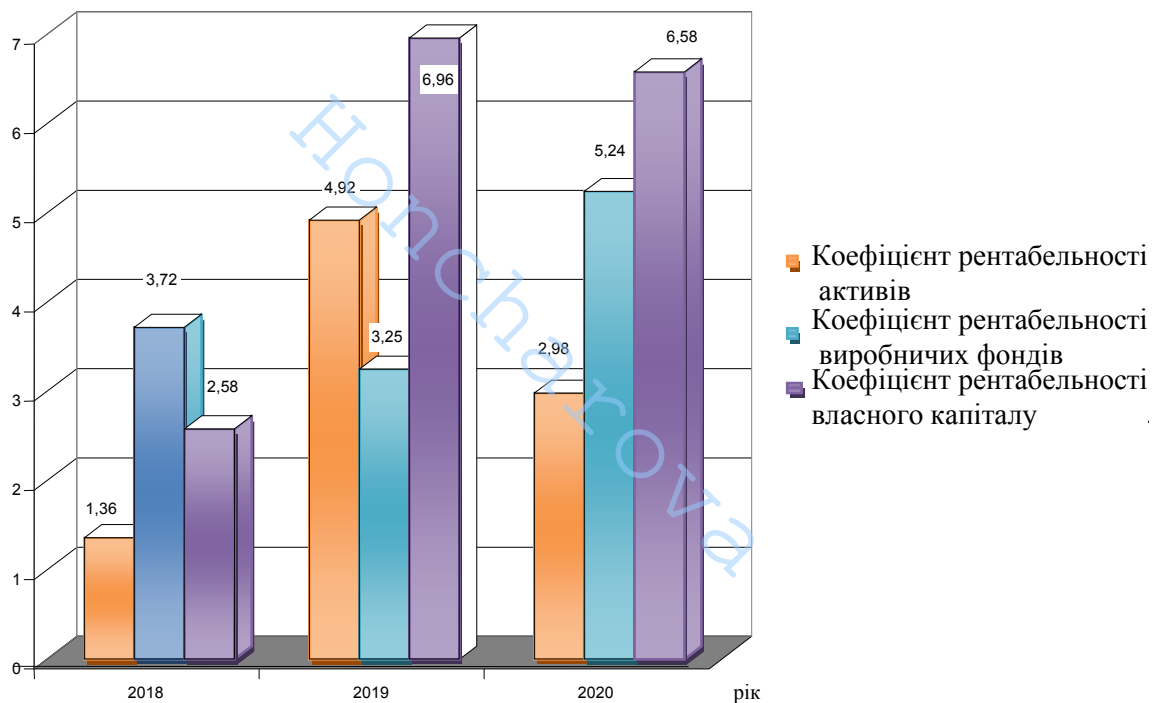 7
6
5
4
3
2
1
0
1,36
3,72
2,58
4,92
3,25
6,96
2,98
5,24
6,58
2018
2019
2020
рік
Коефіцієнт рентабельності
активів
Коефіцієнт рентабельності
виробничих фондів
Коефіцієнт рентабельності
власного капіталу .
Honcharova